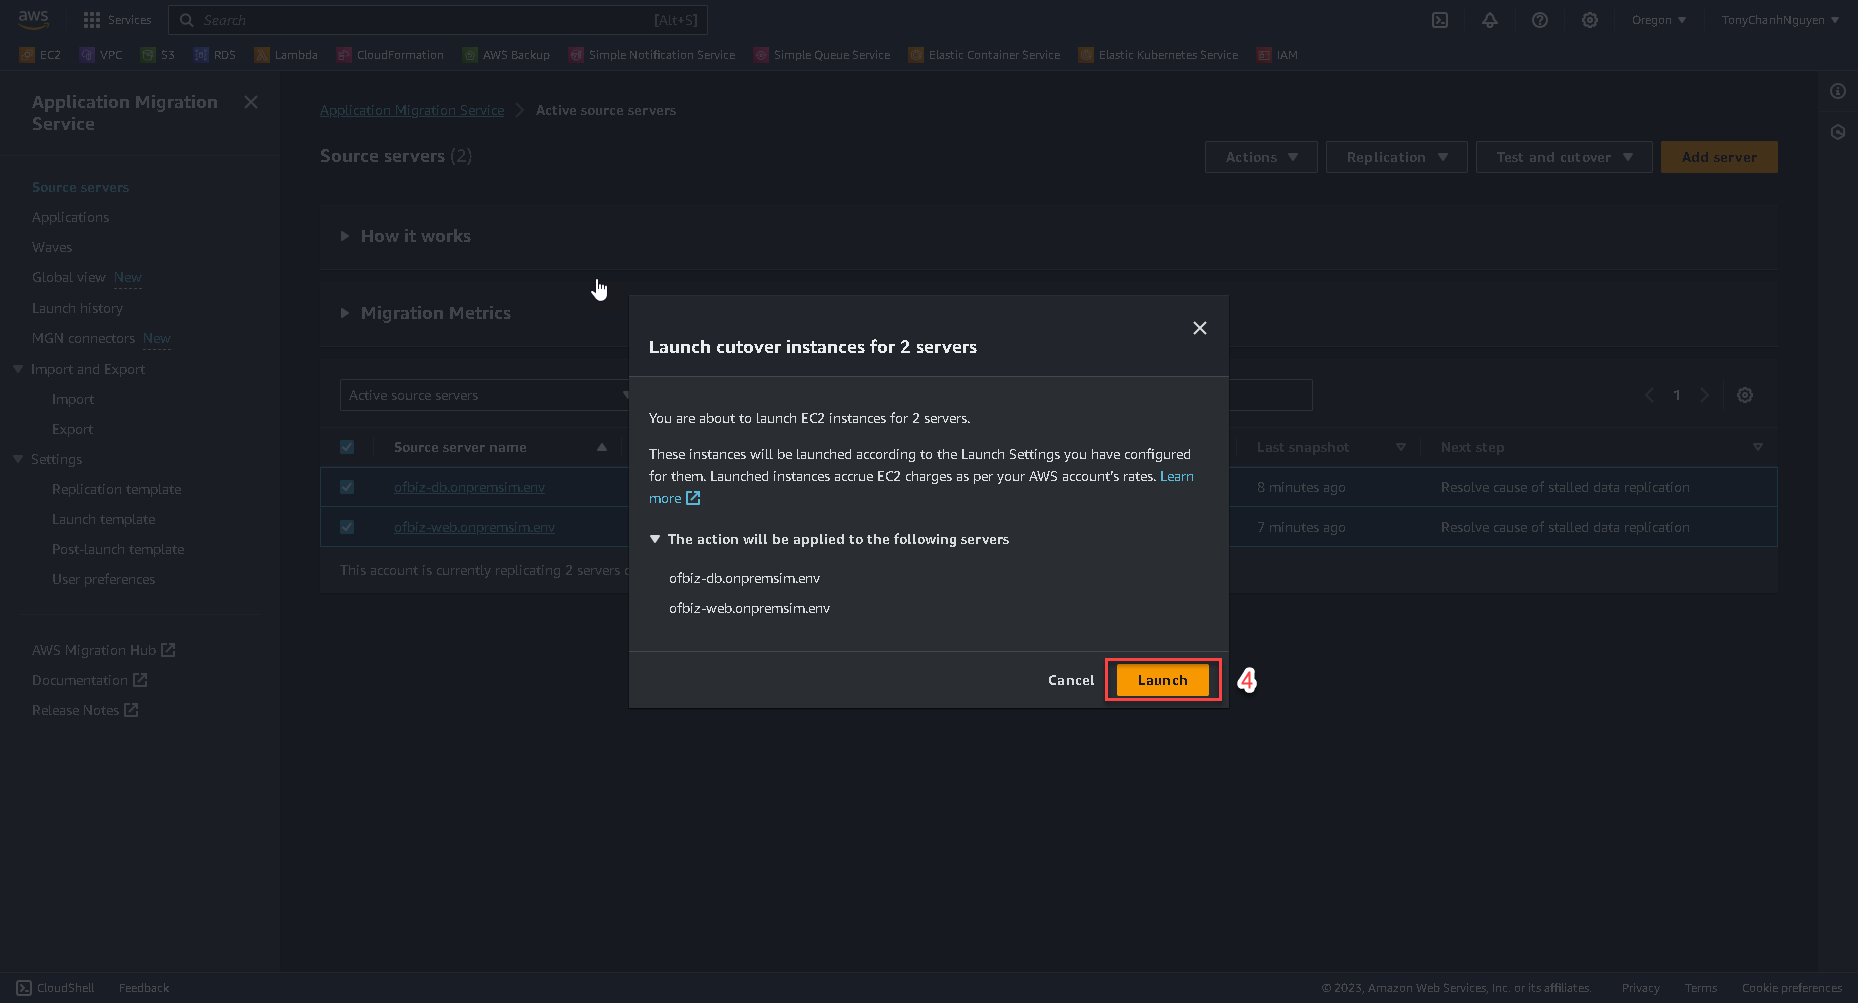 aws
Services
Search
[Alt+S]
Oregon
TonyChanhNguyen
EC2
VPC
S3
RDS
Lambda
CloudFormation
AWS Backup
Simple Notification Service
Simple Queue Service
Elastic Container Service
Elastic Kubernetes Service
IAM
Application Migration
Service
Source servers
Applications
Waves
Global view New
Launch history
MGN connectors New
Import and Export
Import
Export
Settings
Replication template
Launch template
Post-launch template
User preferences
AWS Migration Hub
Documentation
Release Notes
Application Migration Service
Active source servers
Source servers (2)
Actions
Replication
Test and cutover
Add server
How it works
Migration Metrics
Active source servers
1
Source server name
Last snapshot
Next step
ofbiz-db.onpremsim.env
8 minutes ago
Resolve cause of stalled data replication
ofbiz-web.onpremsim.env
7 minutes ago
Resolve cause of stalled data replication
This account is currently replicating 2 servers
Launch cutover instances for 2 servers
You are about to launch EC2 instances for 2 servers.
These instances will be launched according to the Launch Settings you have configured
for them. Launched instances accrue EC2 charges as per your AWS account's rates. Learn
more
The action will be applied to the following servers
ofbiz-db.onpremsim.env
ofbiz-web.onpremsim.env
Cancel
Launch
4
CloudShell
Feedback
© 2023, Amazon Web Services, Inc. or its affiliates.
Privacy
Terms
Cookie preferences